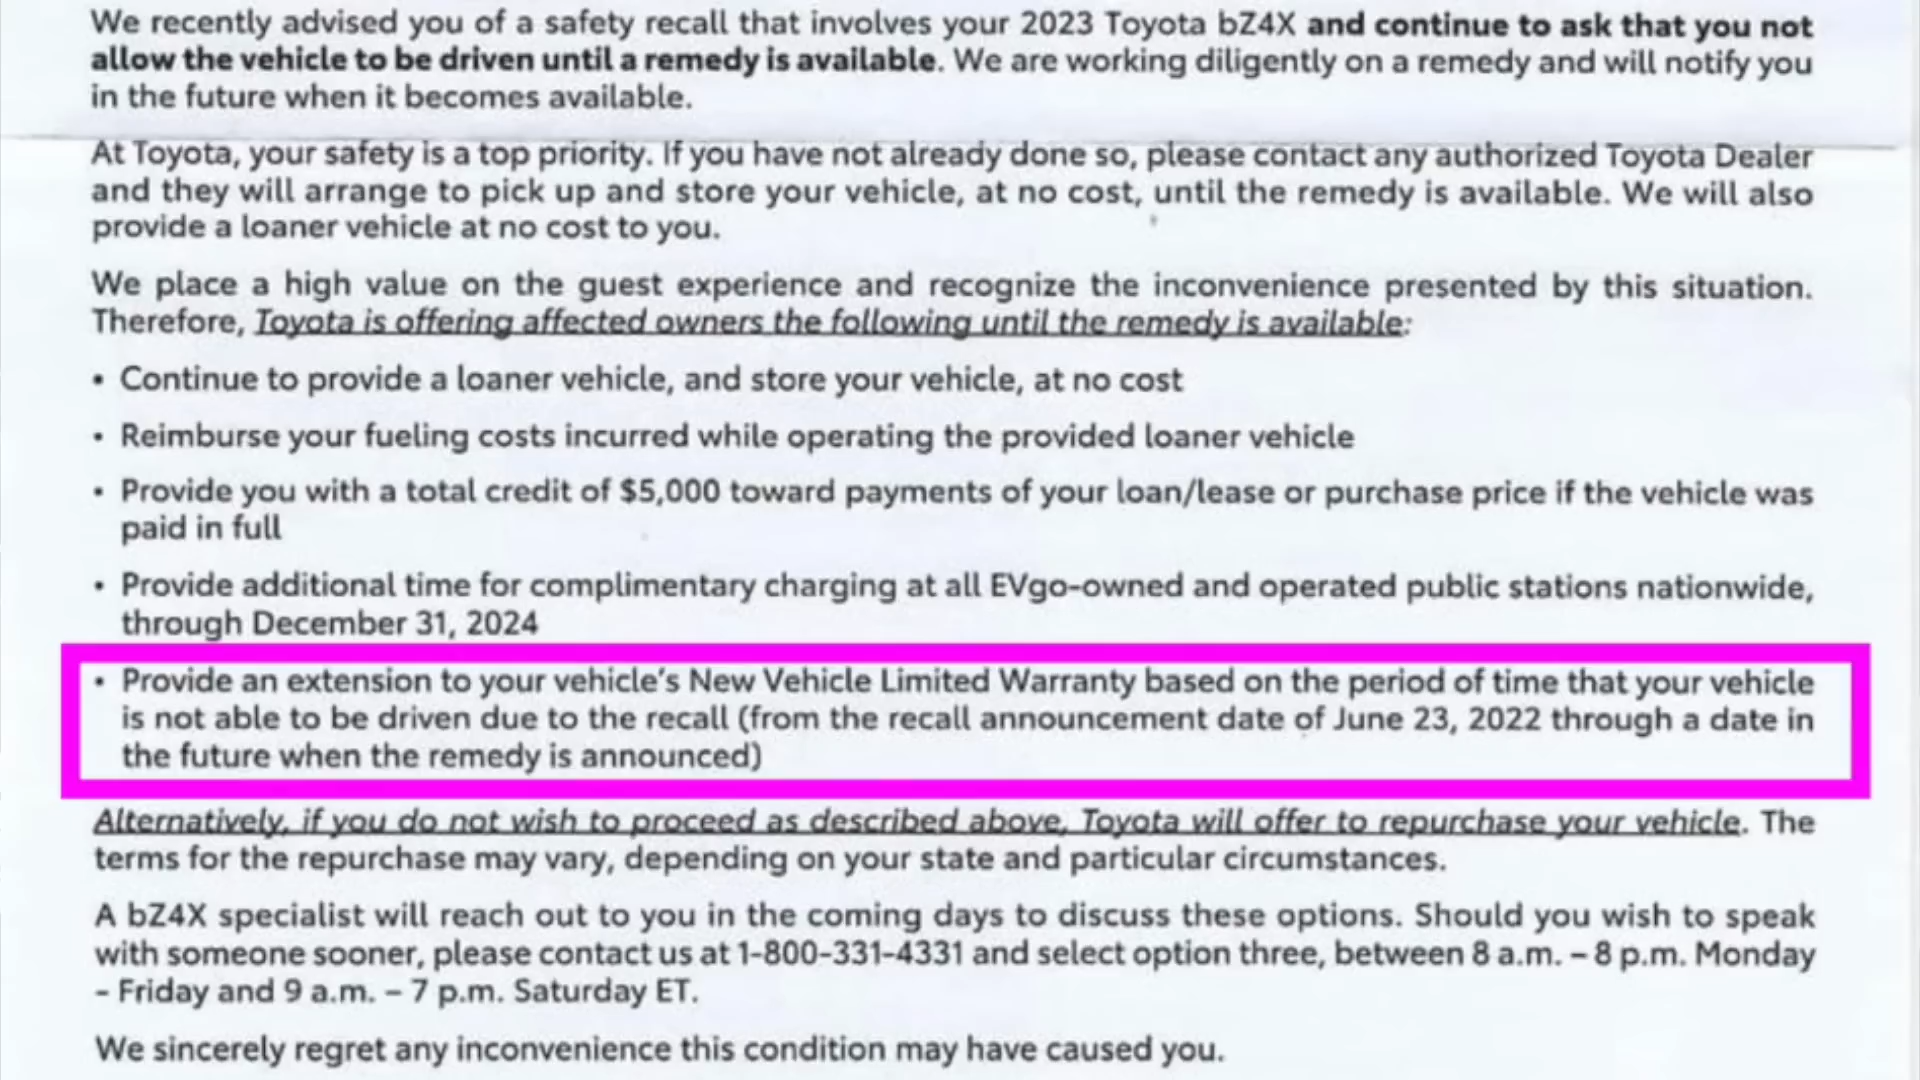 We recently advised you of a safety recall that involves your 2023 Toyota bZ4X and continue to ask that you not
allow the vehicle to be driven until a remedy is available. We are working diligently on a remedy and will notify you
in the future when it becomes available.
At Toyota, your safety is a top priority. If you have not already done so, please contact any authorized Toyota Dealer
and they will arrange to pick up and store your vehicle, at no cost, until the remedy is available. We will also
provide a loaner vehicle at no cost to you.
We place a high value on the guest experience and recognize the inconvenience presented by this situation.
Therefore, Toyota is offering affected owners the following until the remedy is available:
• Continue to provide a loaner vehicle, and store your vehicle, at no cost
• Reimburse your fueling costs incurred while operating the provided loaner vehicle
• Provide you with a total credit of $5,000 toward payments of your loan/lease or purchase price if the vehicle was
paid in full
• Provide additional time for complimentary charging at all EVgo-owned and operated public stations nationwide,
through December 31, 2024
• Provide an extension to your vehicle's New Vehicle Limited Warranty based on the period of time that your vehicle
is not able to be driven due to the recall (from the recall announcement date of June 23, 2022 through a date in
the future when the remedy is announced)
Alternatively, if you do not wish to proceed as described above, Toyota will offer to repurchase your vehicle. The
terms for the repurchase may vary, depending on your state and particular circumstances.
A bZ4X specialist will reach out to you in the coming days to discuss these options. Should you wish to speak
with someone sooner, please contact us at 1-800-331-4331 and select option three, between 8 a.m. – 8 p.m. Monday
– Friday and 9 a.m. – 7 p.m. Saturday ET.
We sincerely regret any inconvenience this condition may have caused you.